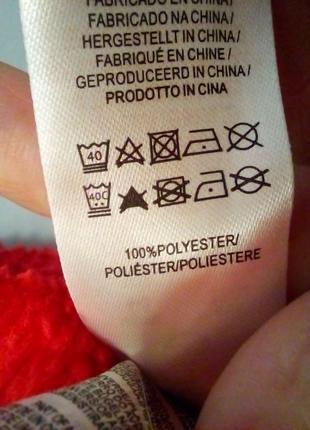 FABRICADO EN CHINA/
FABRICADO NA CHINA/
HERGESTELLT IN CHINA/
FABRIQUÉ EN CHINE/
GEPRODUCEERD IN CHINA/
PRODOTTO IN CINA
40
40C
100%POLYESTER/
POLIÉSTER/POLIESTERE